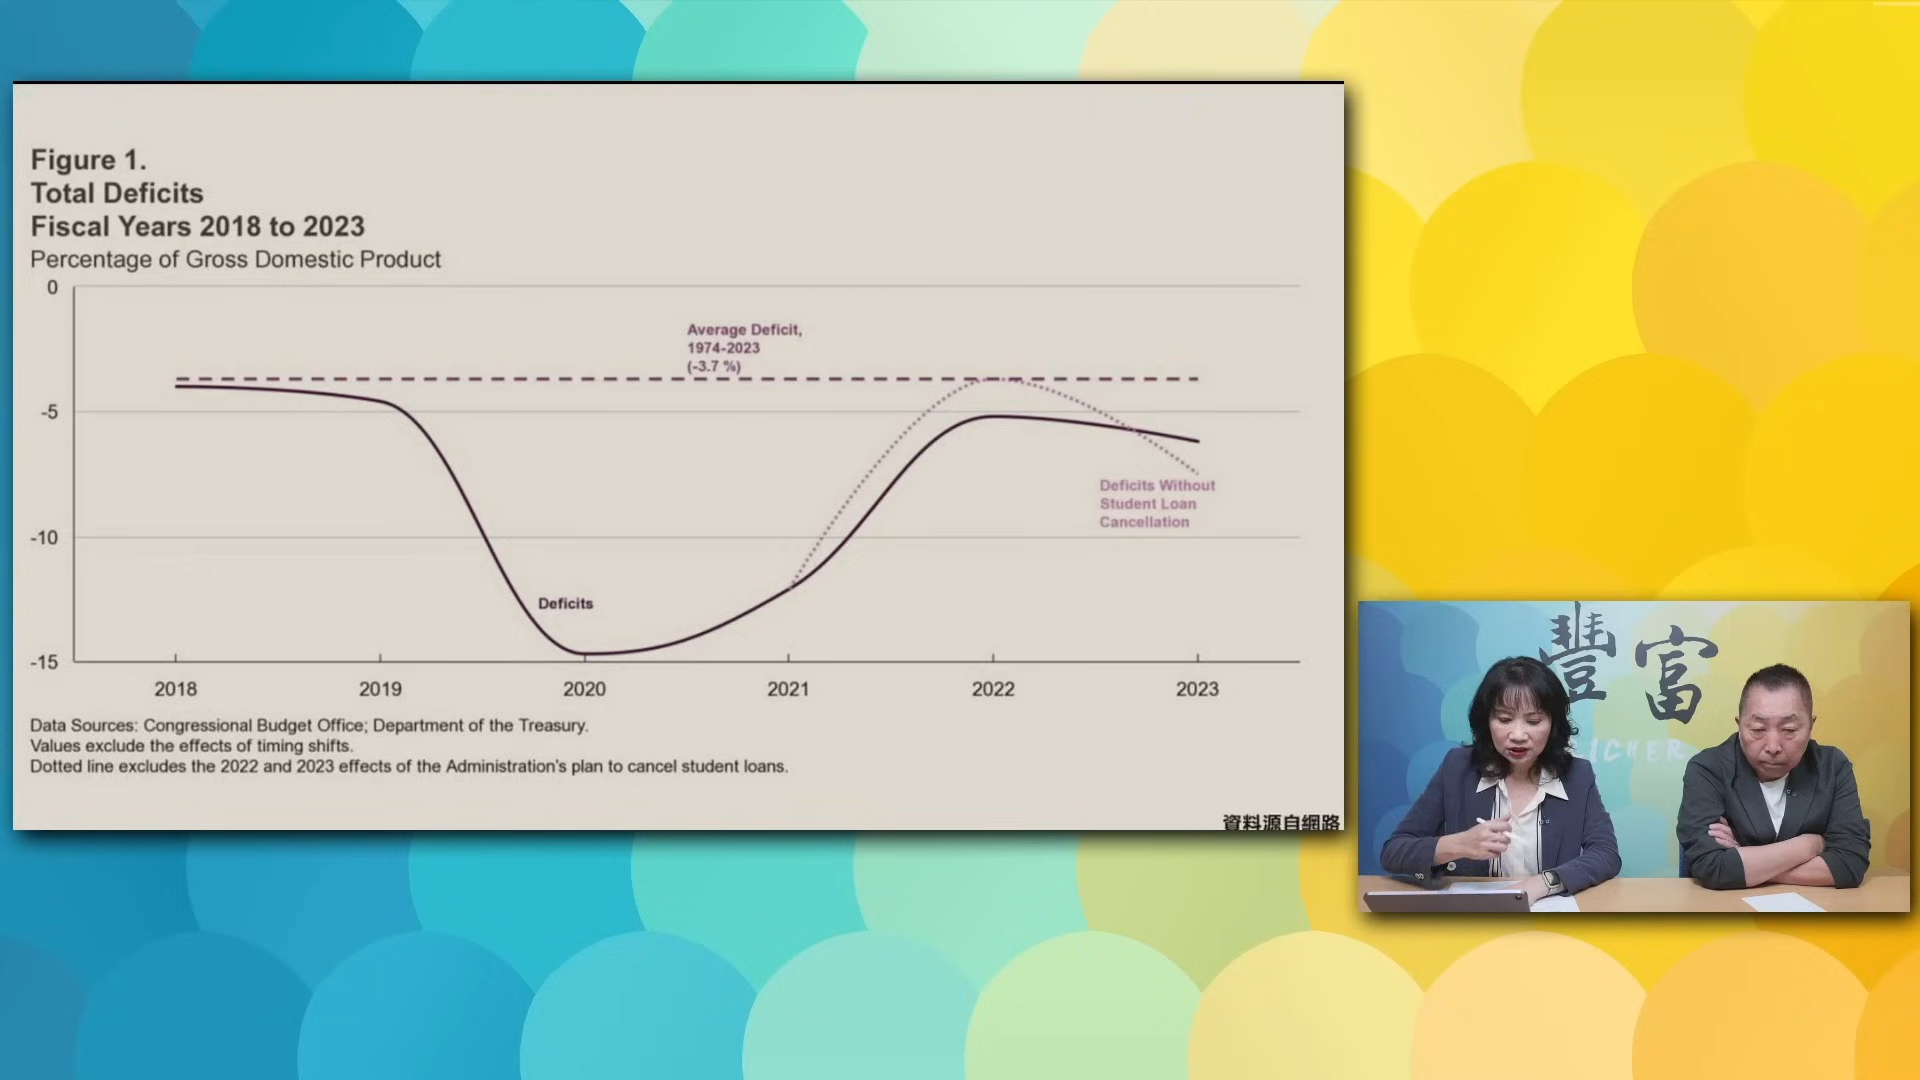 Figure 1.
Total Deficits
Fiscal Years 2018 to 2023
Percentage of Gross Domestic Product
0
Average Deficit,
1974-2023
(-3.7 %)
-5
Deficits Without
Student Loan
Cancellation
-10
Deficits
-15
2018 2019 2020 2021 2022 2023
Data Sources: Congressional Budget Office; Department of the Treasury.
Values exclude the effects of timing shifts.
Dotted line excludes the 2022 and 2023 effects of the Administration's plan to cancel student loans.
資料源自網路
豐富